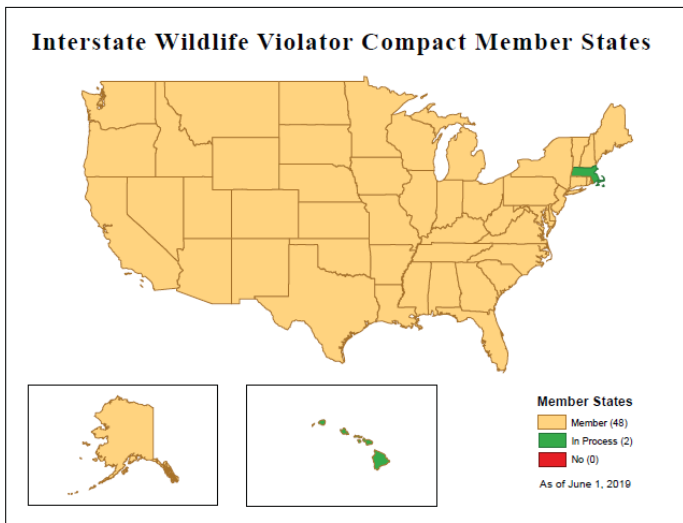 Interstate Wildlife Violator Compact Member States
Member States
Member (48)
In Process (2)
No (0)
As of June 1, 2019